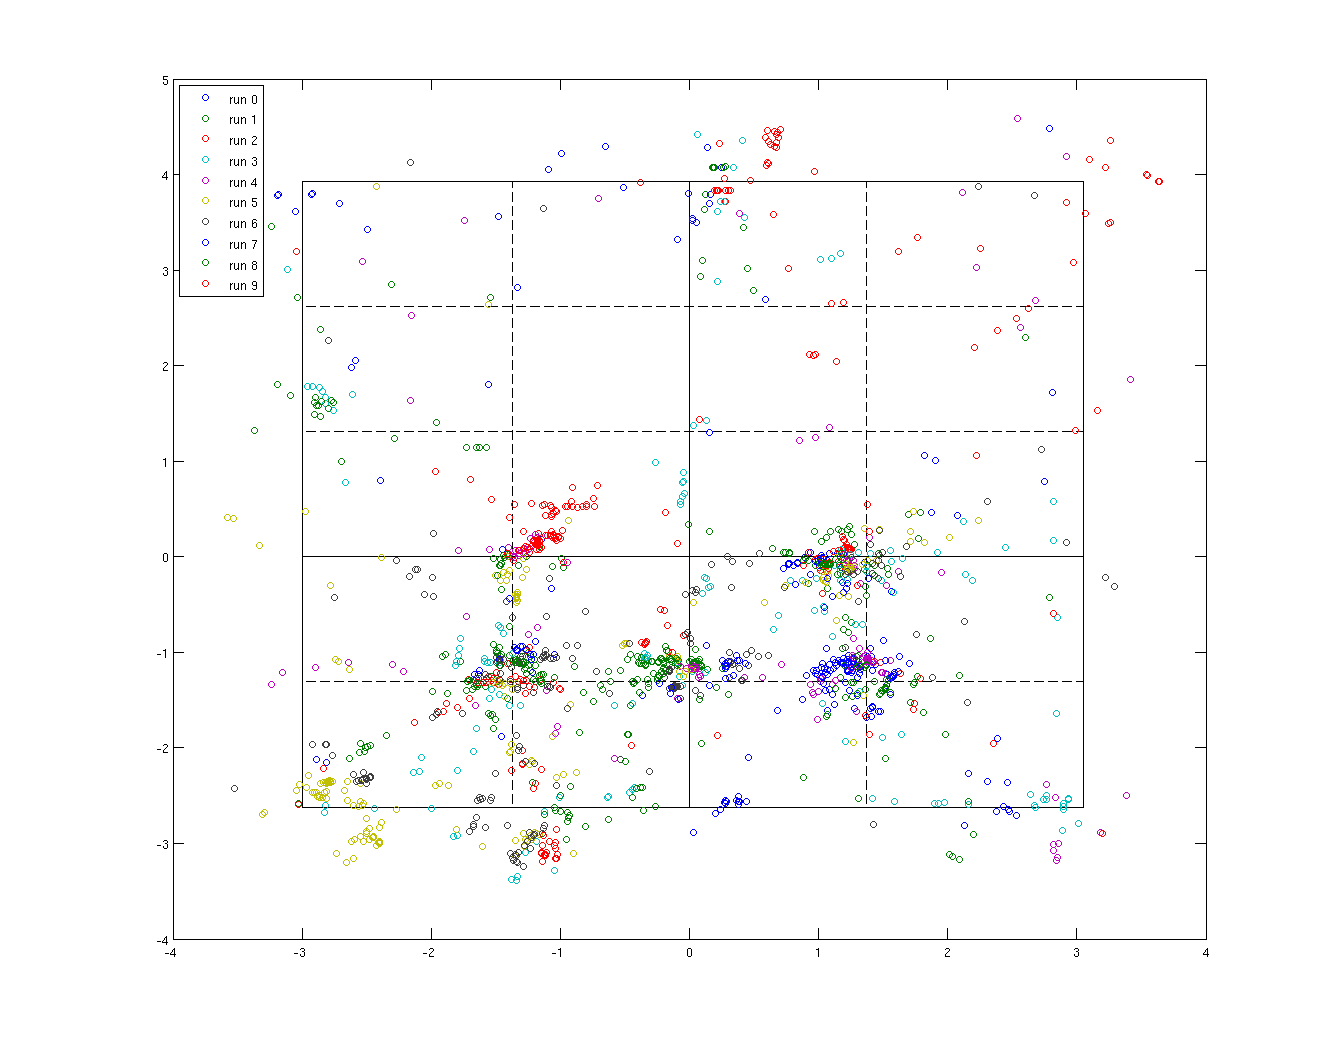 5
4
3
2
1
0
-1
-2
-3
-4
run 0
run 1
run 2
run 3
run 4
run 5
run 6
run 7
run 8
run 9
-4 -3 -2 -1 0 1 2 3 4